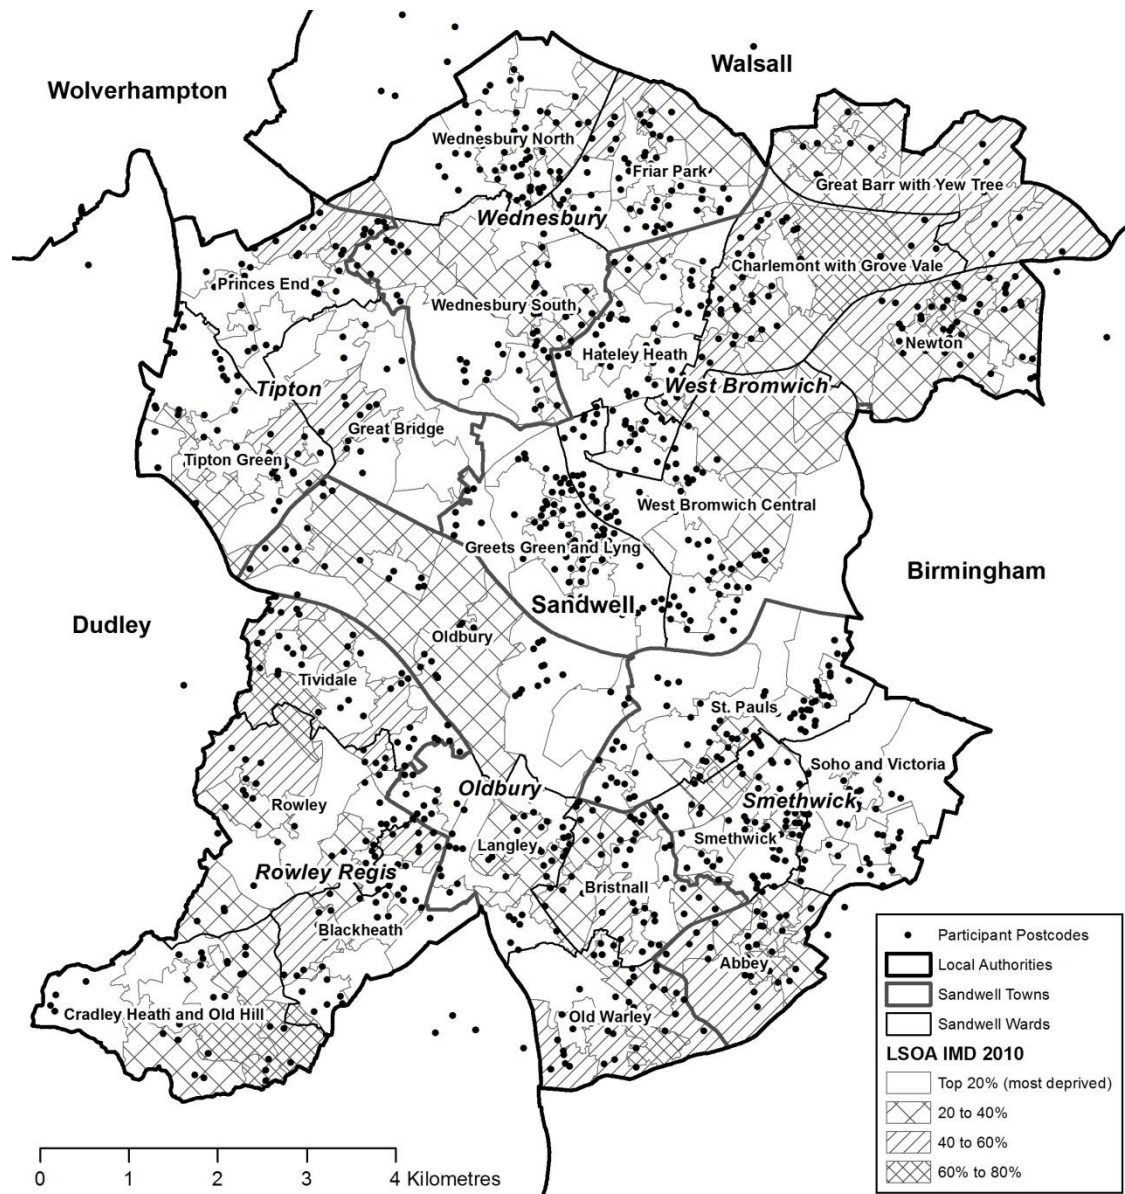 Walsall
Wolverhampton
Wednesbury North
Friar Park
Great Barr with Yew Tree
Wednesbury
Charlemont with Grove Vale
Princes End
Wednesbury South
Newton
Hateley Heath
West Bromwich
Tipton
Great Bridge
Tipton Green
West Bromwich Central
Greets Green and Lyng
Birmingham
Sandwell
Dudley
Oldbury
Tividale
St. Pauls
Soho and Victoria
Oldbury
Smethwick
Rowley
Smethwick
Langley
Rowley Regis
Bristnall
Blackheath
Abbey
Cradley Heath and Old Hill
Old Warley
Participant Postcodes
Local Authorities
Sandwell Towns
Sandwell Wards
LSOA IMD 2010
Top 20% (most deprived)
20 to 40%
40 to 60%
60% to 80%
0 1 2 3 4 Kilometres